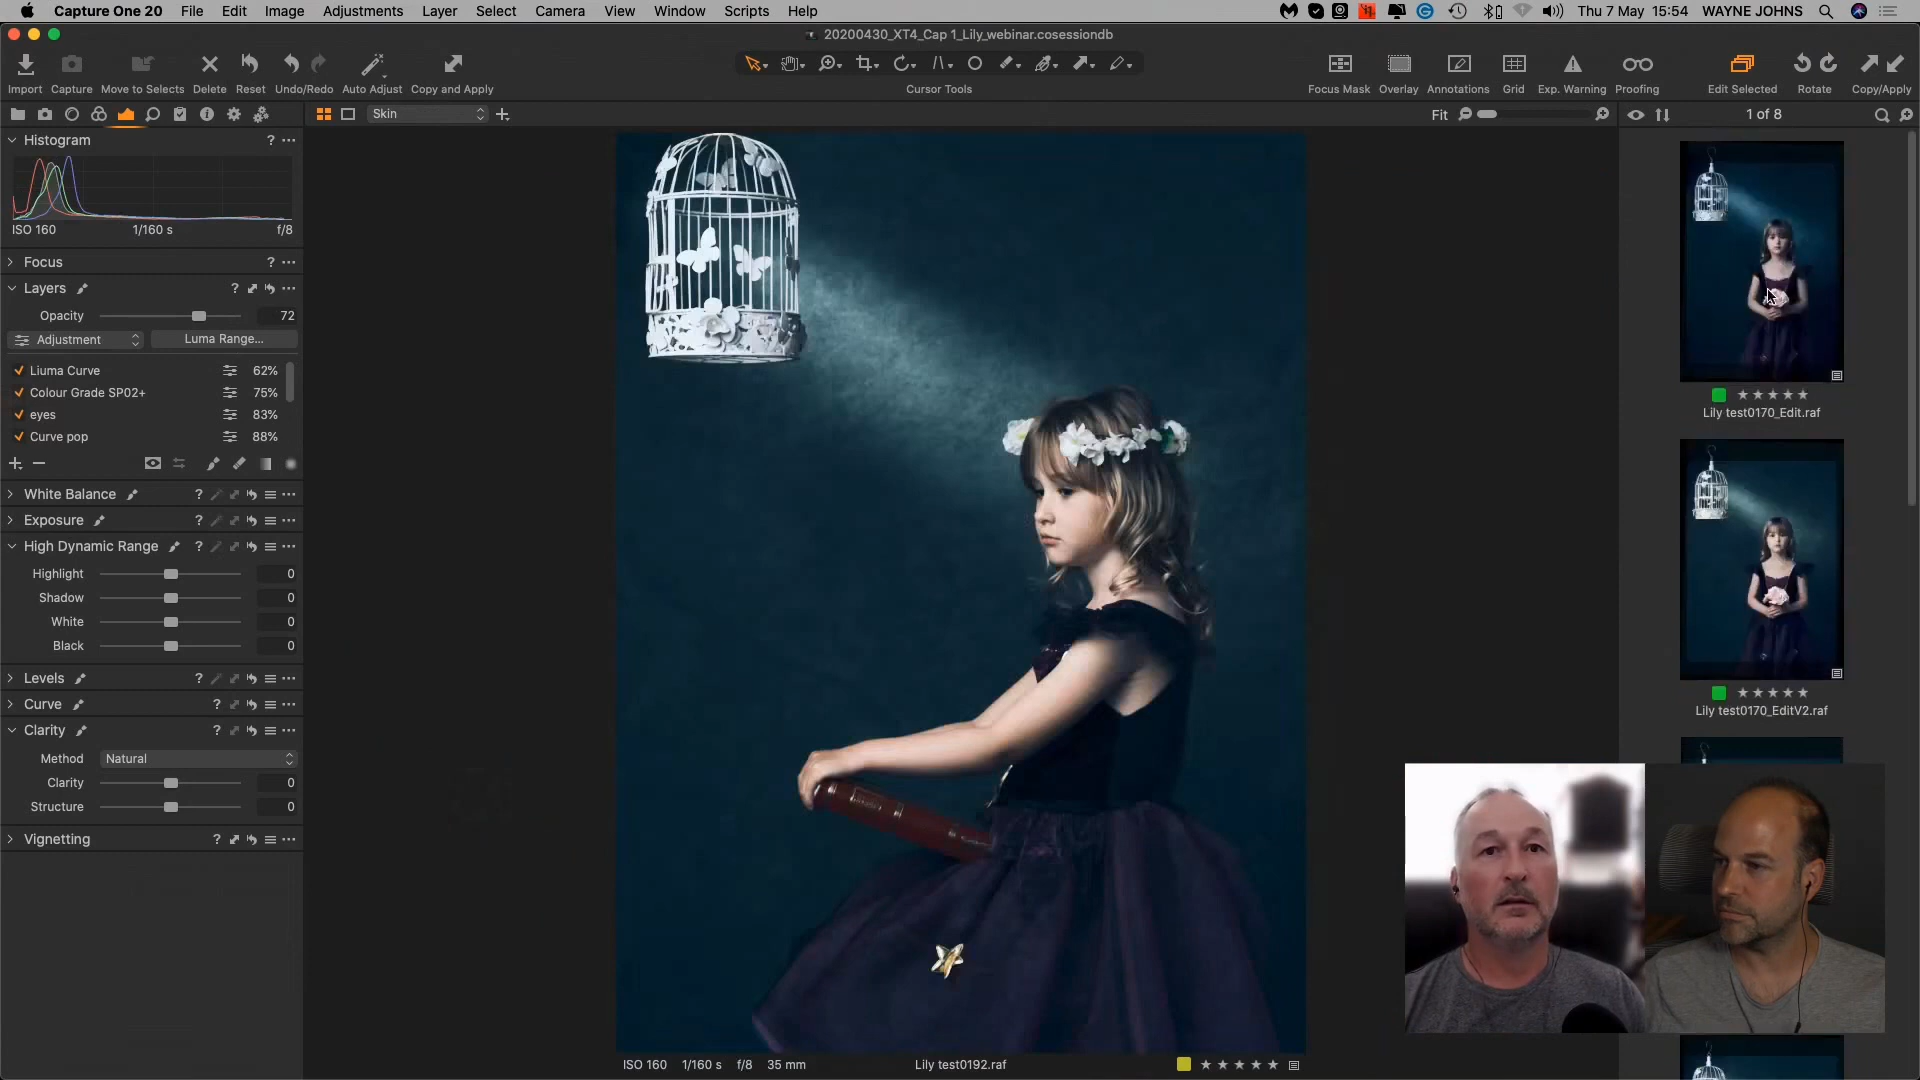 Capture One 20 File Edit Image Adjustments Layer Select Camera View Window Scripts Help Thu 7 May 15:54 WAYNE JOHNS
20200430_XT4_Cap 1_Lily_webinar.cosessiondb
Import Capture Move to Selects Delete Reset Undo/Redo Auto Adjust Copy and Apply Cursor Tools Focus Mask Overlay Annotations Grid Exp. Warning Proofing Edit Selected Rotate Copy/Apply
Skin Fit 1 of 8
Histogram ?
ISO 160 1/160 s f/8
Focus ?
Layers ?
Opacity 72
Adjustment Luma Range...
Liuma Curve 62%
Colour Grade SP02+ 75%
eyes 83%
Curve pop 88%
White Balance ?
Exposure ?
High Dynamic Range ?
Highlight 0
Shadow 0
White 0
Black 0
Levels ?
Curve ?
Clarity ?
Method Natural
Clarity 0
Structure 0
Vignetting ?
ISO 160 1/160 s f/8 35 mm Lily test0192.raf
Lily test0170_Edit.raf
Lily test0170_EditV2.raf